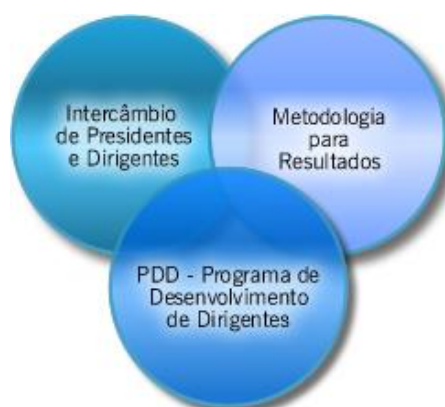 Intercâmbio
de Presidentes
e Dirigentes
Metodologia
para
Resultados
PDD - Programa de
Desenvolvimento
de Dirigentes